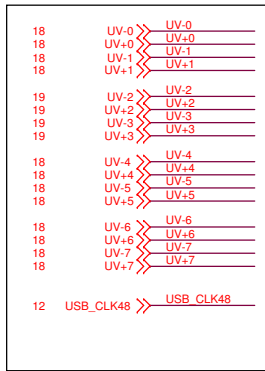 18 UV-0 UV-0
18 UV+0 UV+0
18 UV-1 UV-1
18 UV+1 UV+1
19 UV-2 UV-2
19 UV+2 UV+2
19 UV-3 UV-3
19 UV+3 UV+3
18 UV-4 UV-4
18 UV+4 UV+4
18 UV-5 UV-5
18 UV+5 UV+5
18 UV-6 UV-6
18 UV+6 UV+6
18 UV-7 UV-7
18 UV+7 UV+7
12 USB_CLK48 USB_CLK48